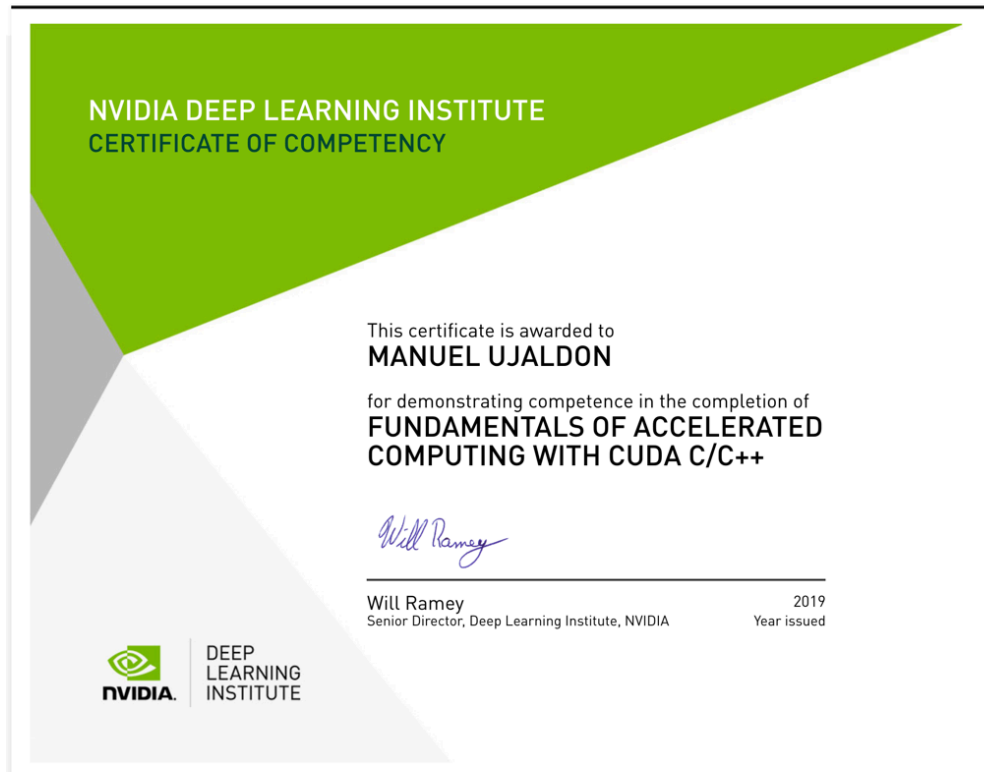 NVIDIA DEEP LEARNING INSTITUTE
CERTIFICATE OF COMPETENCY
This certificate is awarded to
MANUEL UJALDON
for demonstrating competence in the completion of
FUNDAMENTALS OF ACCELERATED
COMPUTING WITH CUDA C/C++
Will Ramey
Will Ramey
Senior Director, Deep Learning Institute, NVIDIA
2019
Year issued
NVIDIA.
DEEP
LEARNING
INSTITUTE